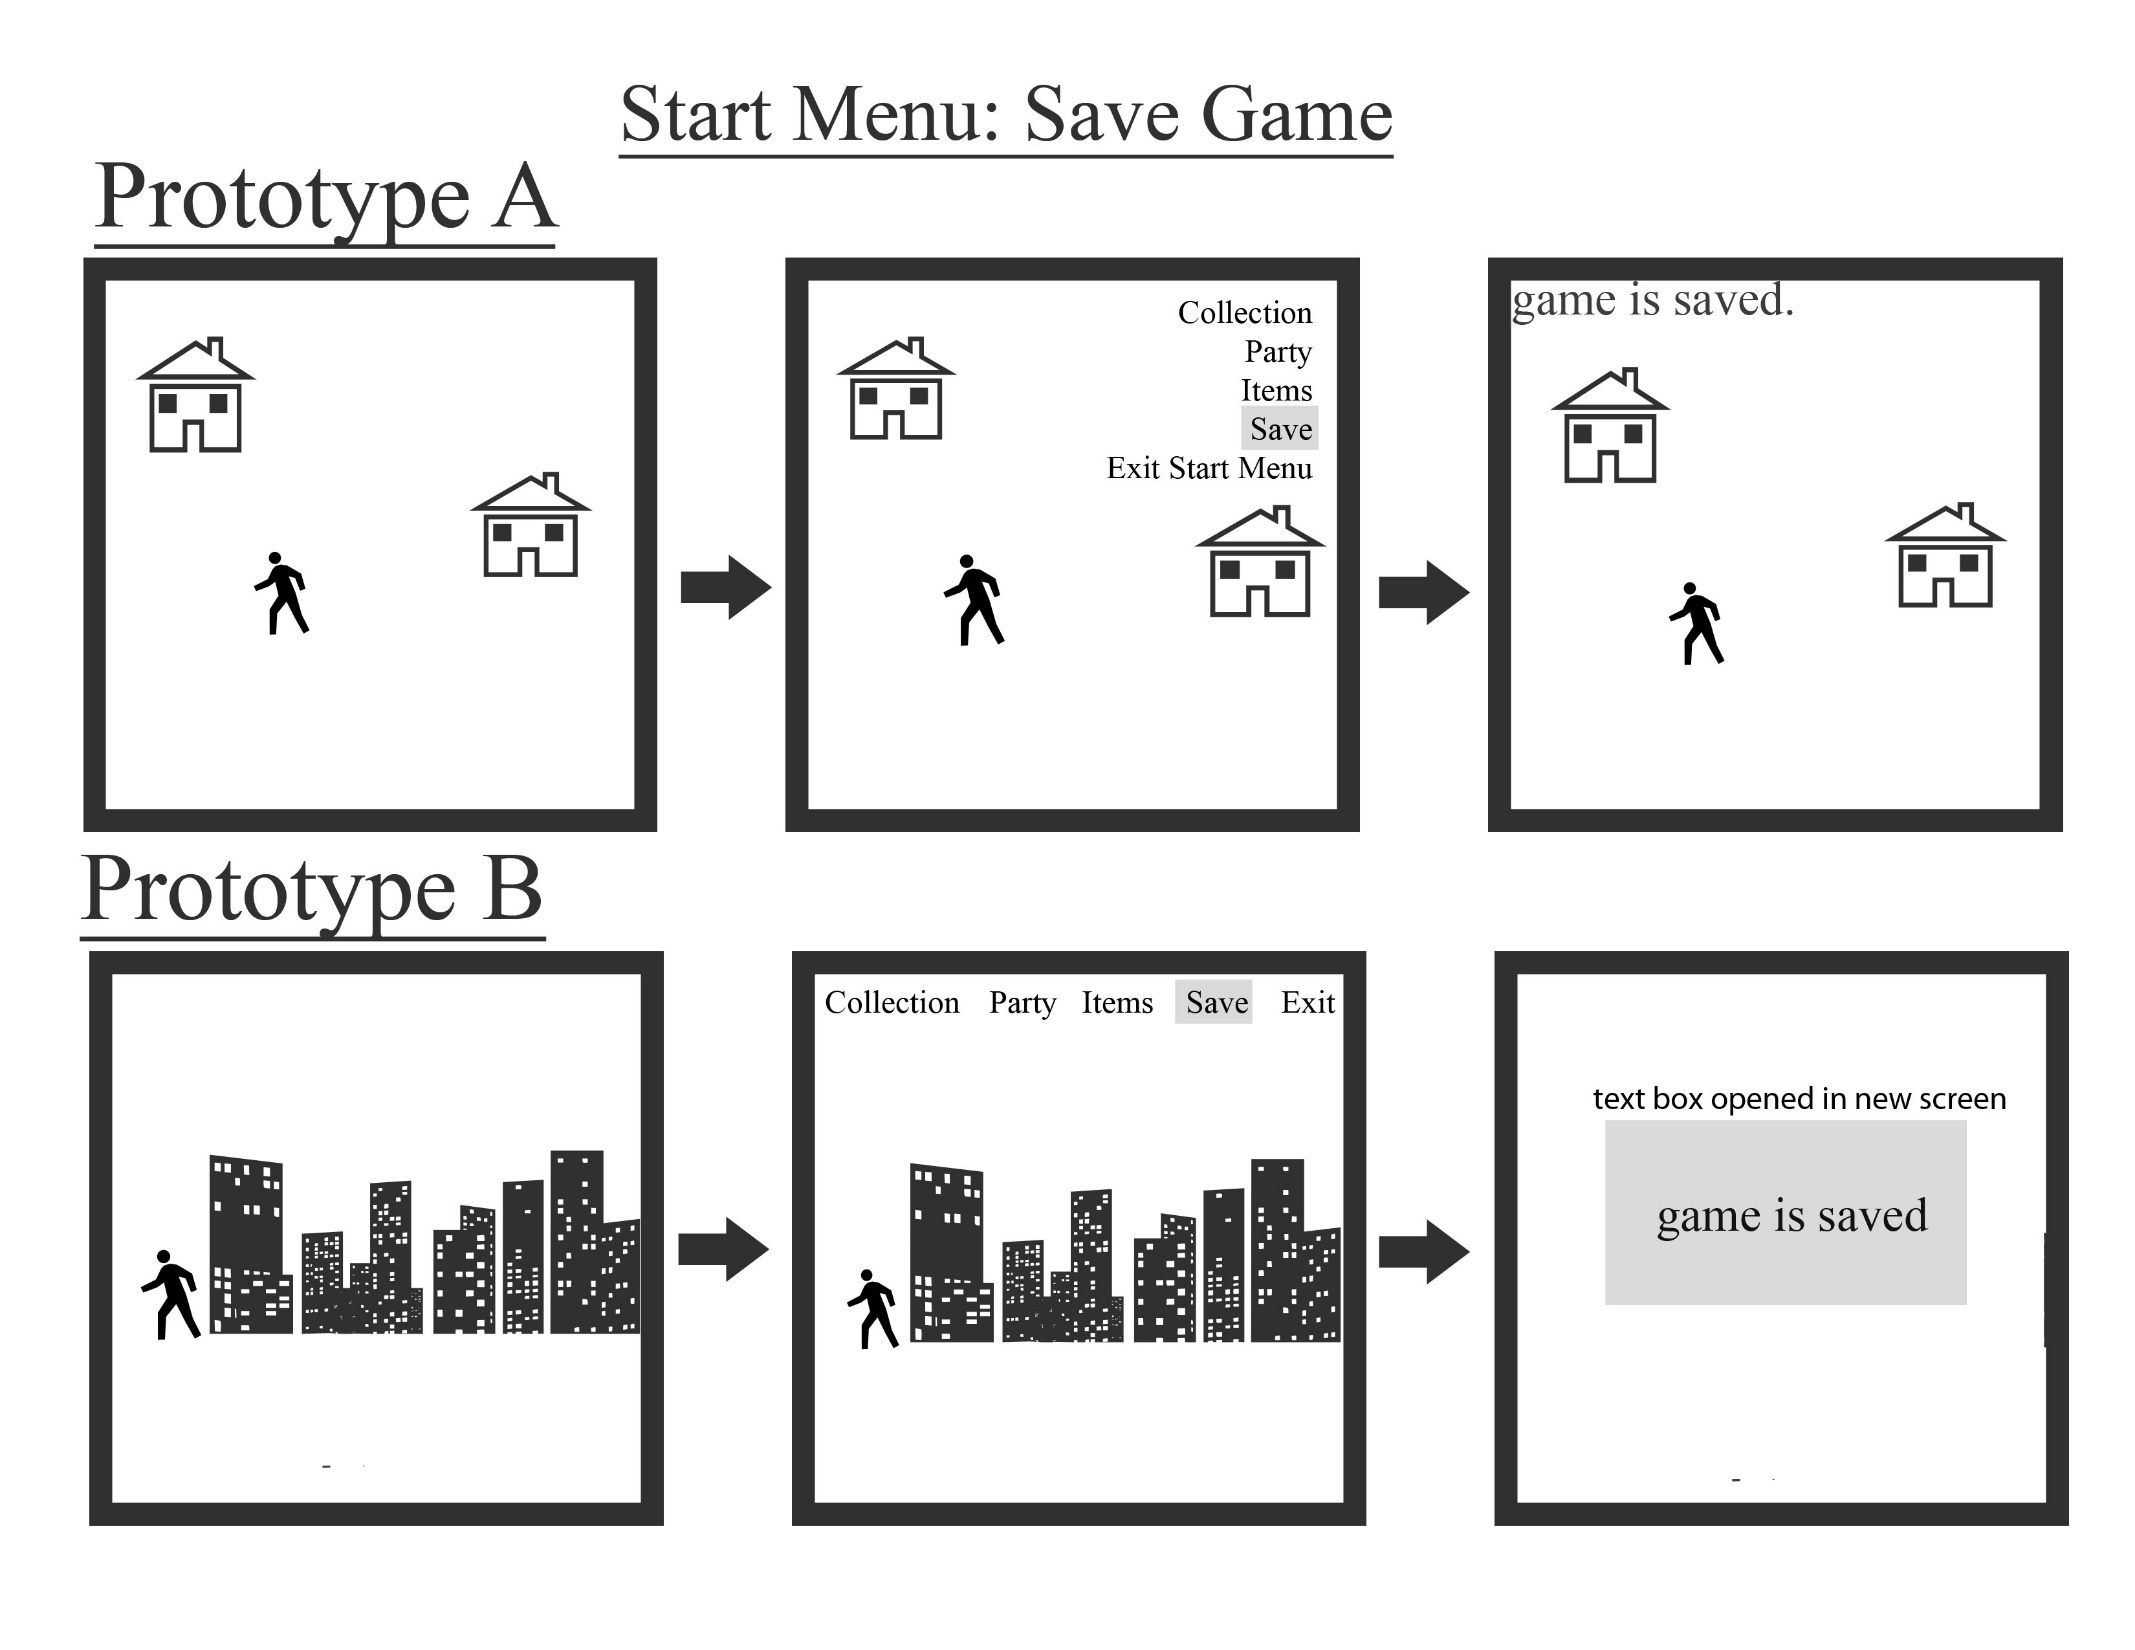 Start Menu: Save Game
Prototype A
Collection
Party
Items
Save
Exit Start Menu
game is saved.
Prototype B
Collection Party Items Save Exit
text box opened in new screen
game is saved